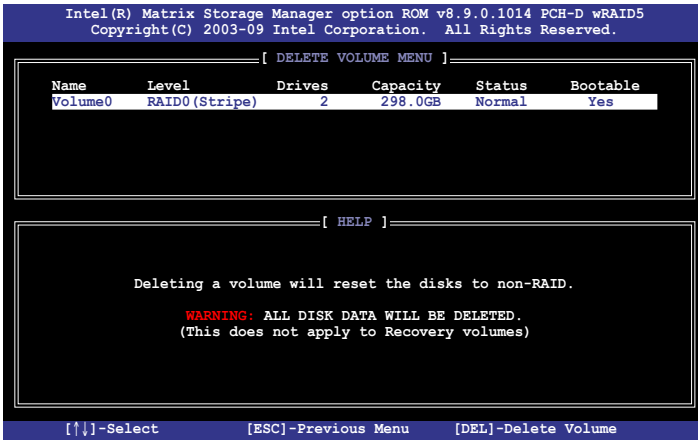 Intel(R) Matrix Storage Manager option ROM v8.9.0.1014 PCH-D wRAID5
Copyright(C) 2003-09 Intel Corporation. All Rights Reserved.
[ DELETE VOLUME MENU ]
Name Level Drives Capacity Status Bootable
Volume0 RAID0(Stripe) 2 298.0GB Normal Yes
[ HELP ]
Deleting a volume will reset the disks to non-RAID.
WARNING: ALL DISK DATA WILL BE DELETED.
(This does not apply to Recovery volumes)
[↑↓]-Select [ESC]-Previous Menu [DEL]-Delete Volume